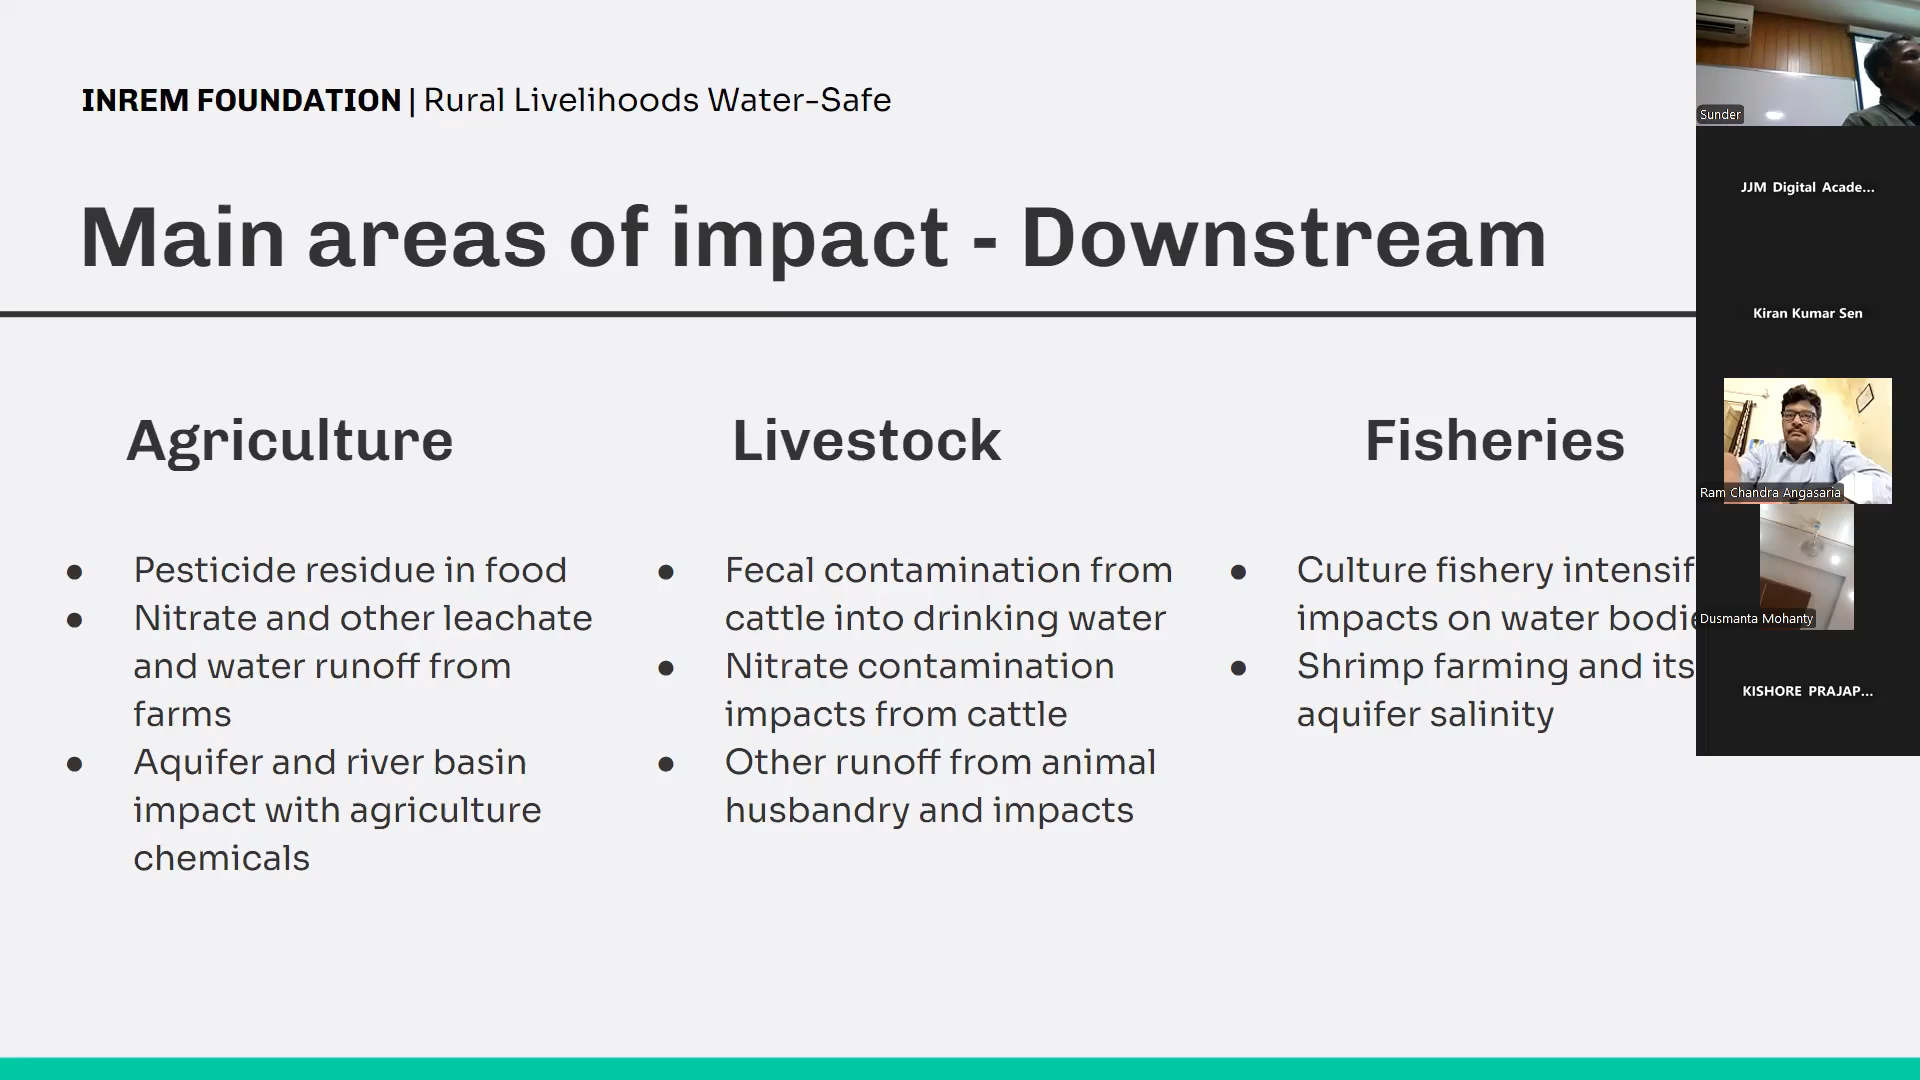 INREM FOUNDATION | Rural Livelihoods Water-Safe
Main areas of impact - Downstream
Agriculture
● Pesticide residue in food
● Nitrate and other leachate
and water runoff from
farms
● Aquifer and river basin
impact with agriculture
chemicals
Livestock
● Fecal contamination from
cattle into drinking water
● Nitrate contamination
impacts from cattle
● Other runoff from animal
husbandry and impacts
Fisheries
● Culture fishery
impacts on water
● Shrimp farming and its
aquifer salinity
Sunder
JJM Digital Acade...
Kiran Kumar Sen
Ram Chandra Angasaria
Dusmanta Mohanty
KISHORE PRAJAP...